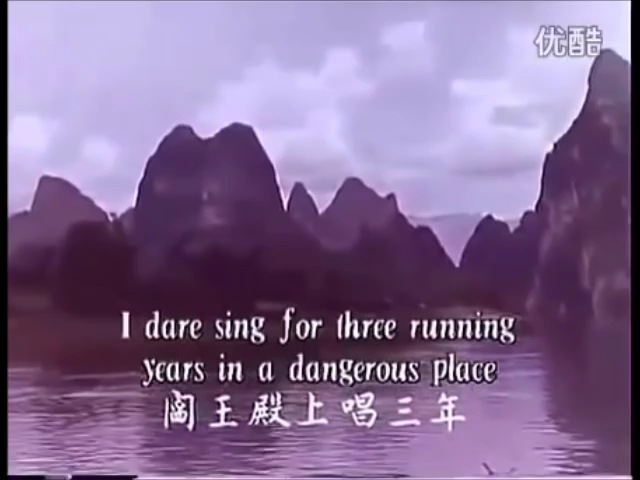 优酷
I dare sing for three running
years in a dangerous place
阎王殿上唱三年